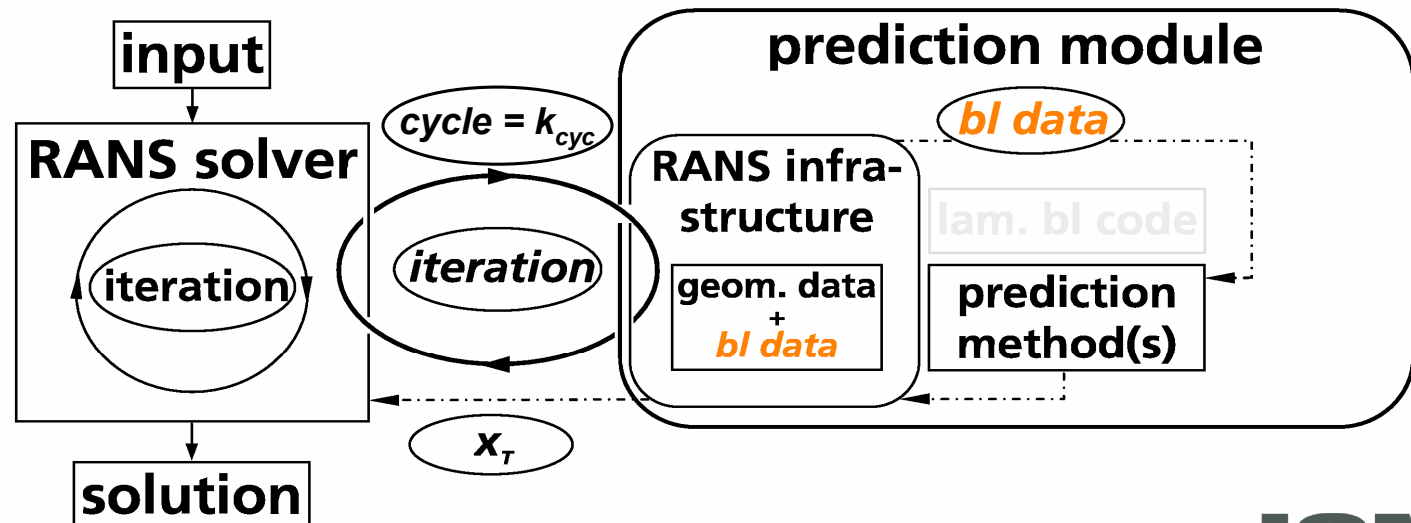 input
prediction module
cycle = kcyc
bl data
RANS solver
RANS infra-
structure
lam. bl code
iteration
iteration
geom. data
+
bl data
prediction
method(s)
xT
solution